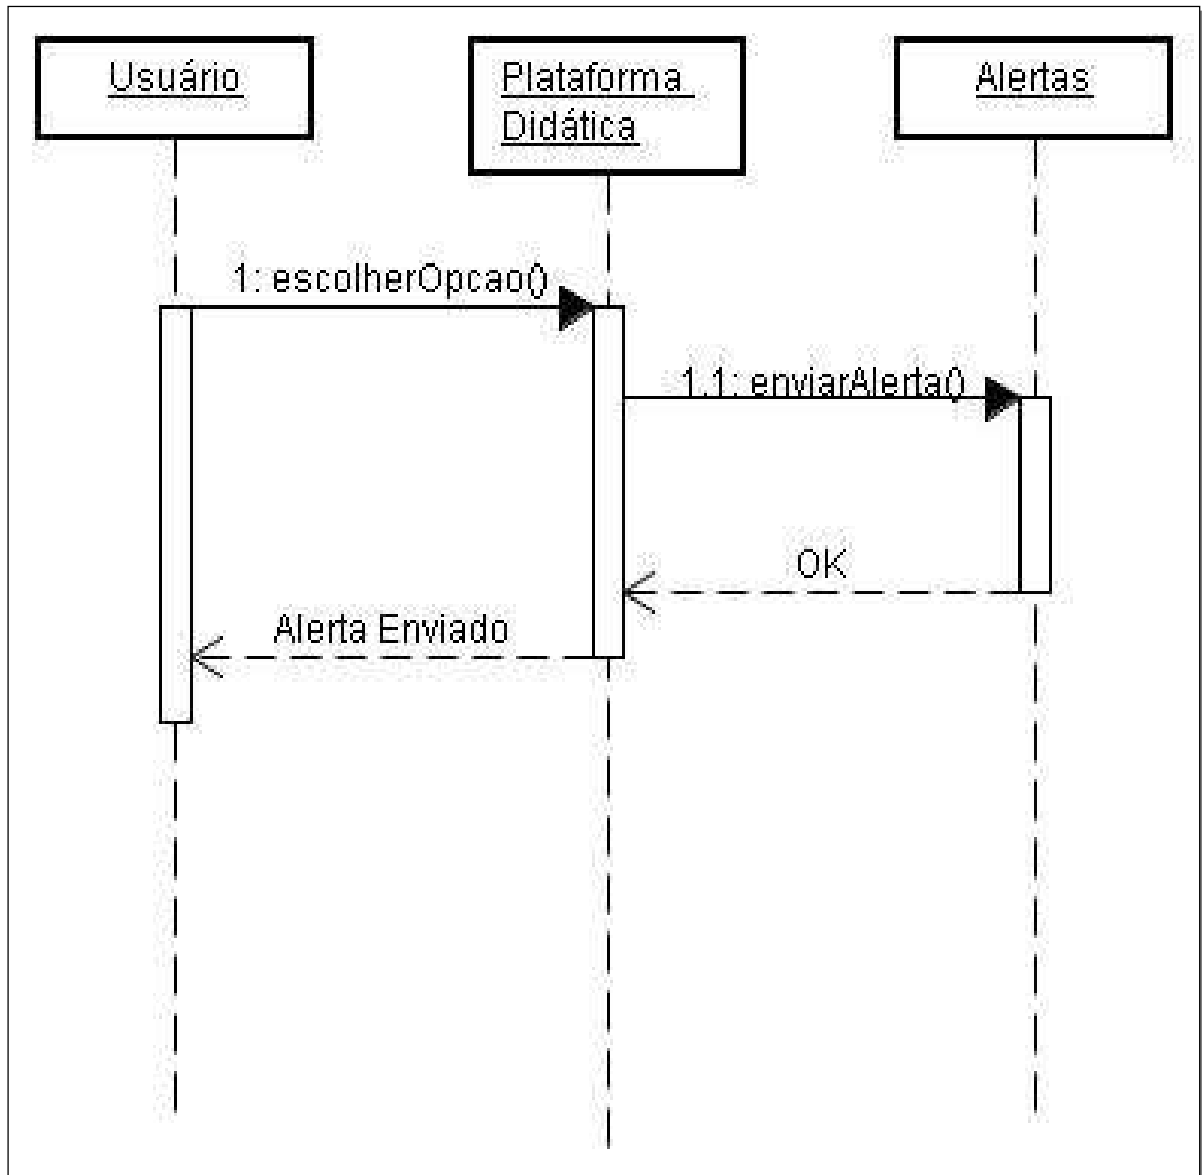 Usuário
Plataforma
Didática
Alertas
1: escolherOpcao()
1.1: enviarAlerta()
OK
Alerta Enviado